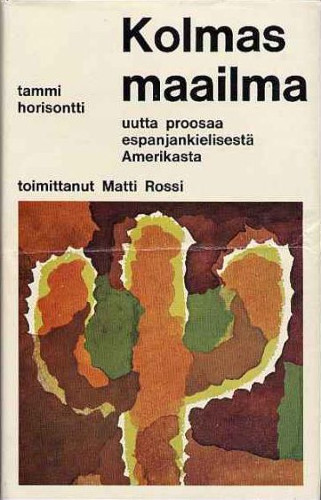 Kolmas
maailma
tammi
horisontti
uutta proosaa
espanjankielisestä
Amerikasta
toimittanut Matti Rossi